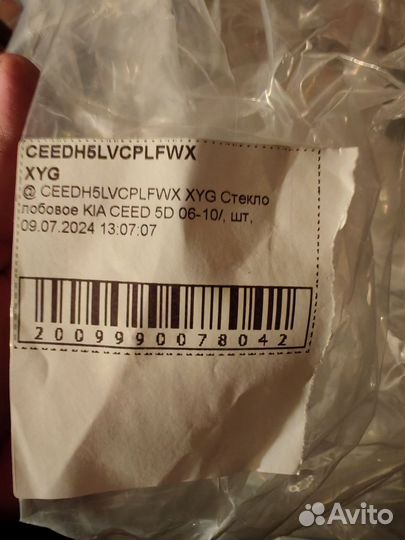 CEEDH5LVCPLFWX
XYG
@ CEEDH5LVCPLFWX XYG Стекло
лобовое KIA CEED 5D 06-10/, шт,
09.07.2024 13:07:07
2009990078042
Avito